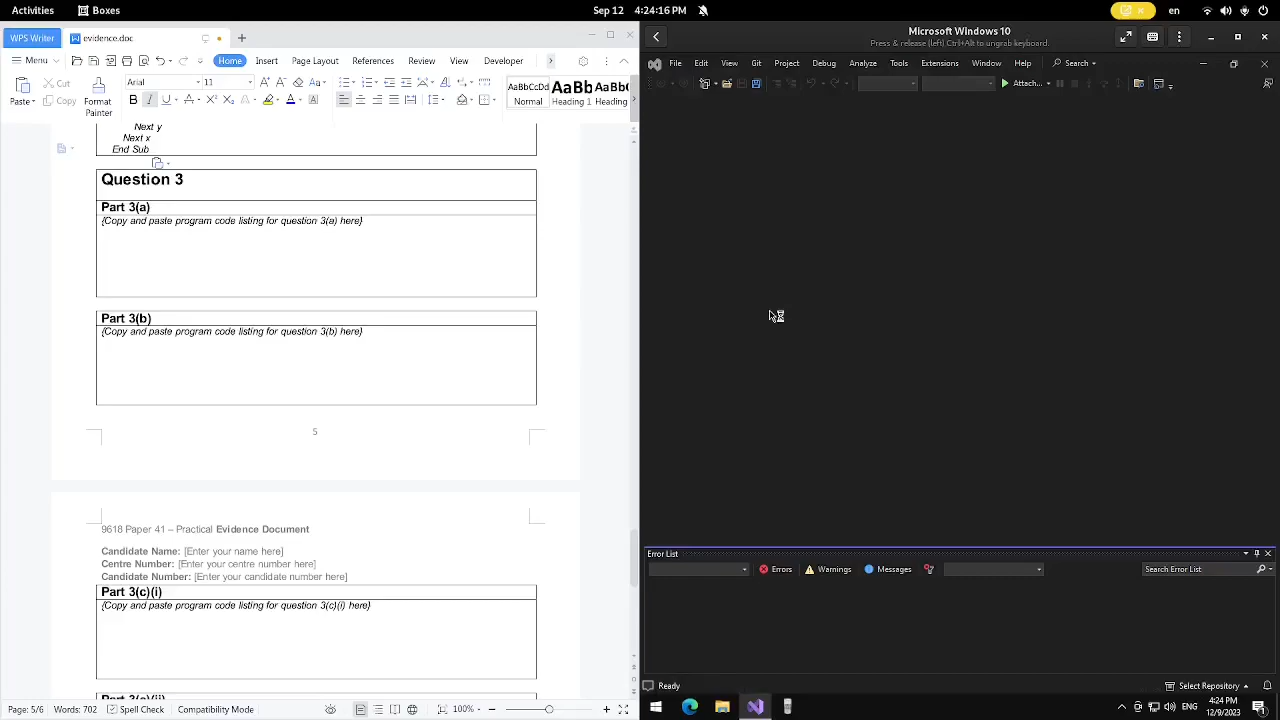 Activities
Boxes
Sep 12 4:24:16 PM
en
WPS Writer
evidence.doc
Microsoft Windows 10
Press & release [left] Ctrl+Alt to ungrab keyboard.
Menu
Home
Insert
Page Layout
References
Review
View
Developer
Edit
View
Project
Debug
Analyze
Tools
Extensions
Window
Search
Paste
Cut
Copy
Format
Painter
Arial
11
AaBbCcDd
Normal
AaBb
Heading 1
AaBb
Heading
Attach
Next y
Next x
End Sub
Question 3
Part 3(a)
{Copy and paste program code listing for question 3(a) here}
Part 3(b)
{Copy and paste program code listing for question 3(b) here}
5
9618 Paper 41 – Practical Evidence Document
Candidate Name: [Enter your name here]
Centre Number: [Enter your centre number here]
Candidate Number: [Enter your candidate number here]
Part 3(c)(i)
{Copy and paste program code listing for question 3(c)(i) here}
Part 3(c)(ii)
Error List
Errors
Warnings
Messages
Search Error List
Ready
Select Repository
Page: 5/6
Words: 702
Spell Check
Compatibility Mode
100%
4:24 PM
12/9/2023